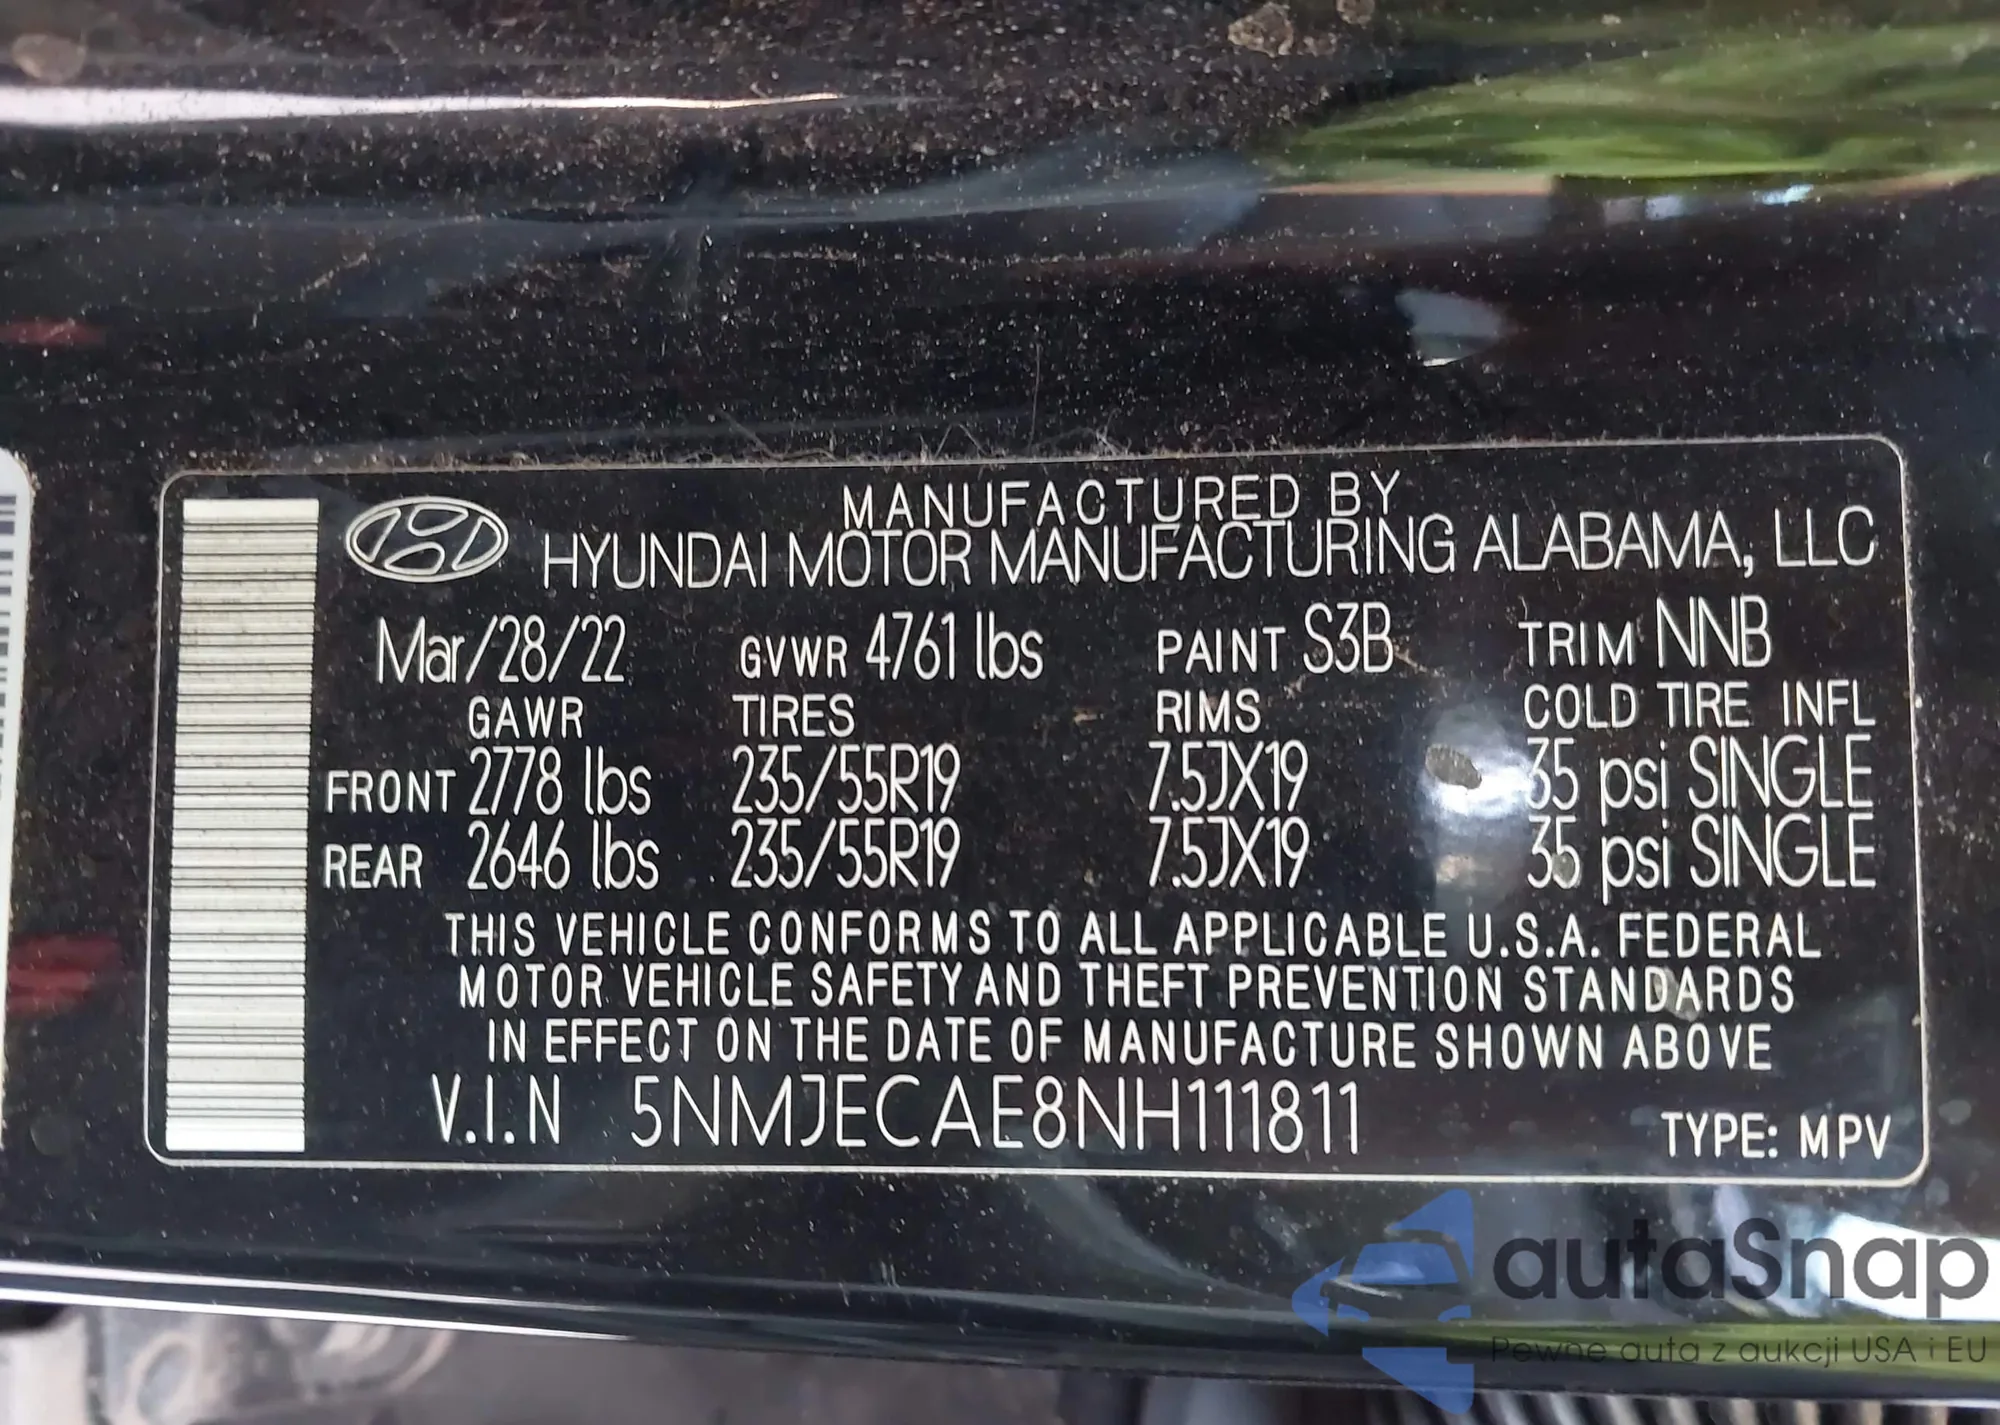 MANUFACTURED BY
HYUNDAI MOTOR MANUFACTURING ALABAMA, LLC
Mar/28/22 GVWR 4761 lbs PAINT S3B TRIM NNB
GAWR TIRES RIMS COLD TIRE INFL
FRONT 2778 lbs 235/55R19 7.5JX19 35 psi SINGLE
REAR 2646 lbs 235/55R19 7.5JX19 35 psi SINGLE
THIS VEHICLE CONFORMS TO ALL APPLICABLE U.S.A. FEDERAL
MOTOR VEHICLE SAFETY AND THEFT PREVENTION STANDARDS
IN EFFECT ON THE DATE OF MANUFACTURE SHOWN ABOVE
V.I.N 5NMJECAE8NH111811 TYPE: MPV
autaSnap
Pewne auta z aukcji USA i EU